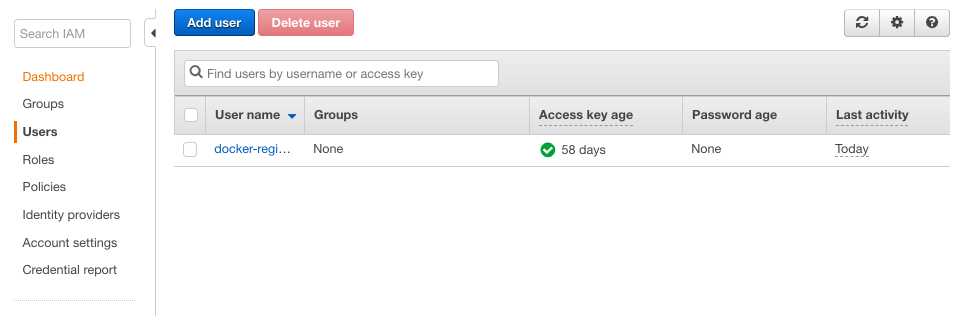 Search IAM
Dashboard
Groups
Users
Roles
Policies
Identity providers
Account settings
Credential report
Add user
Delete user
Find users by username or access key
User name
Groups
Access key age
Password age
Last activity
docker-regi...
None
58 days
None
Today